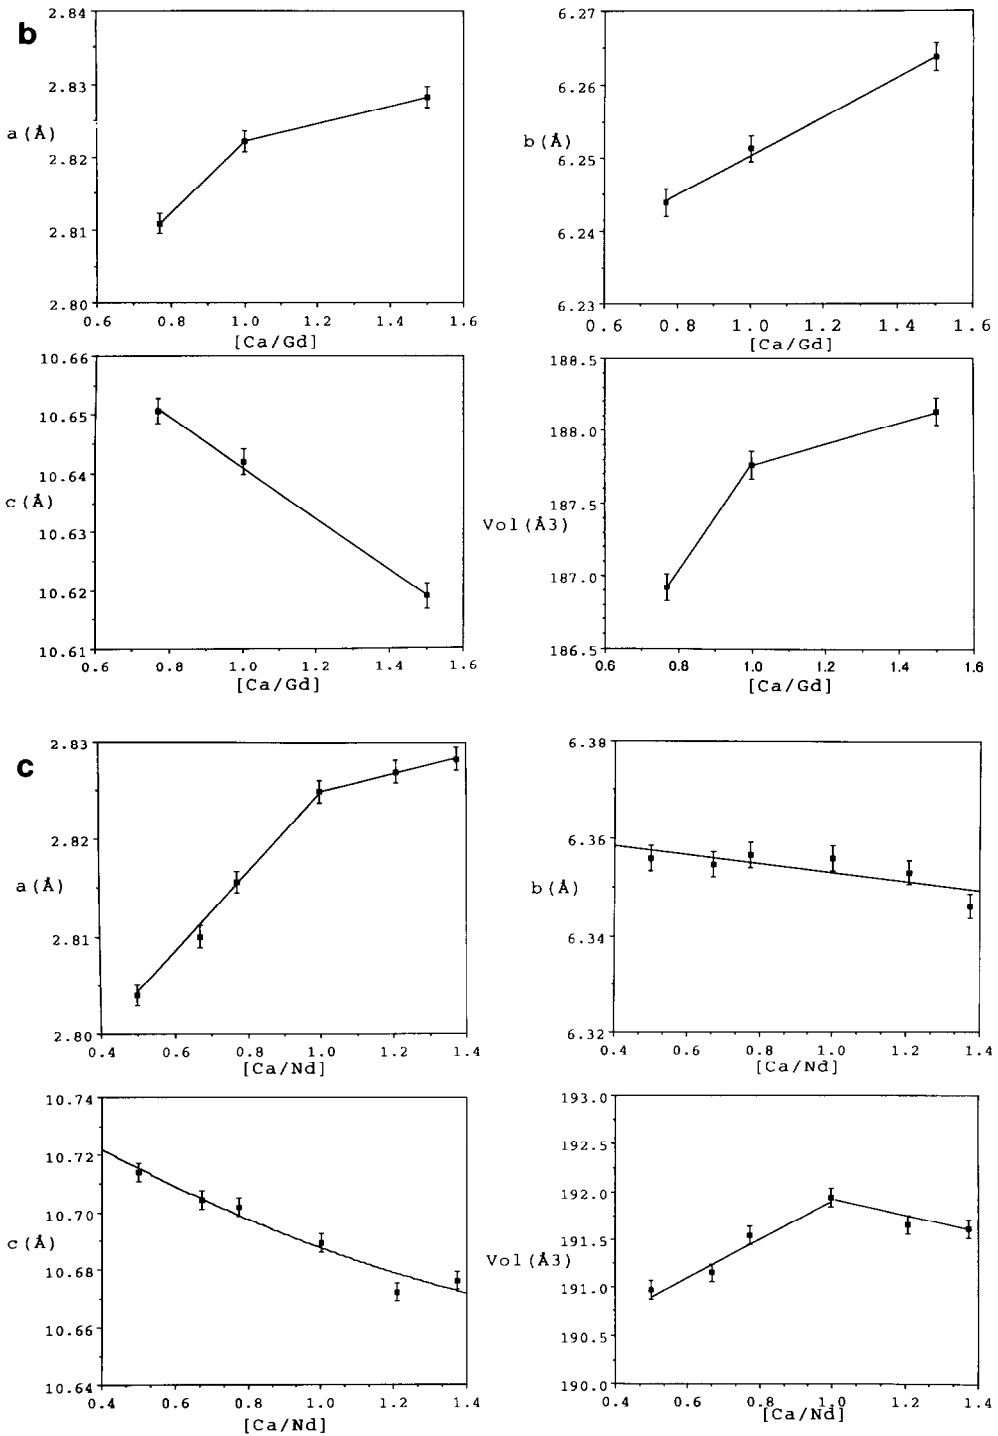 b
2.84
2.83
a(Å)
2.82
2.81
2.80
0.6 0.8 1.0 1.2 1.4 1.6
[Ca/Gd]
6.27
6.26
b(Å)
6.25
6.24
6.23
0.6 0.8 1.0 1.2 1.4 1.6
[Ca/Gd]
10.66
10.65
10.64
c(Å)
10.63
10.62
10.61
0.6 0.8 1.0 1.2 1.4 1.6
[Ca/Gd]
188.5
188.0
187.5
Vol(Å3)
187.0
186.5
0.6 0.8 1.0 1.2 1.4 1.6
[Ca/Gd]
c
2.83
2.82
a(Å)
2.81
2.80
0.4 0.6 0.8 1.0 1.2 1.4
[Ca/Nd]
6.38
6.36
b(Å)
6.34
6.32
0.4 0.6 0.8 1.0 1.2 1.4
[Ca/Nd]
10.74
10.72
10.70
c(Å)
10.68
10.66
10.64
0.4 0.6 0.8 1.0 1.2 1.4
[Ca/Nd]
193.0
192.5
192.0
191.5
Vol(Å3)
191.0
190.5
190.0
0.4 0.6 0.8 1.0 1.2 1.4
[Ca/Nd]